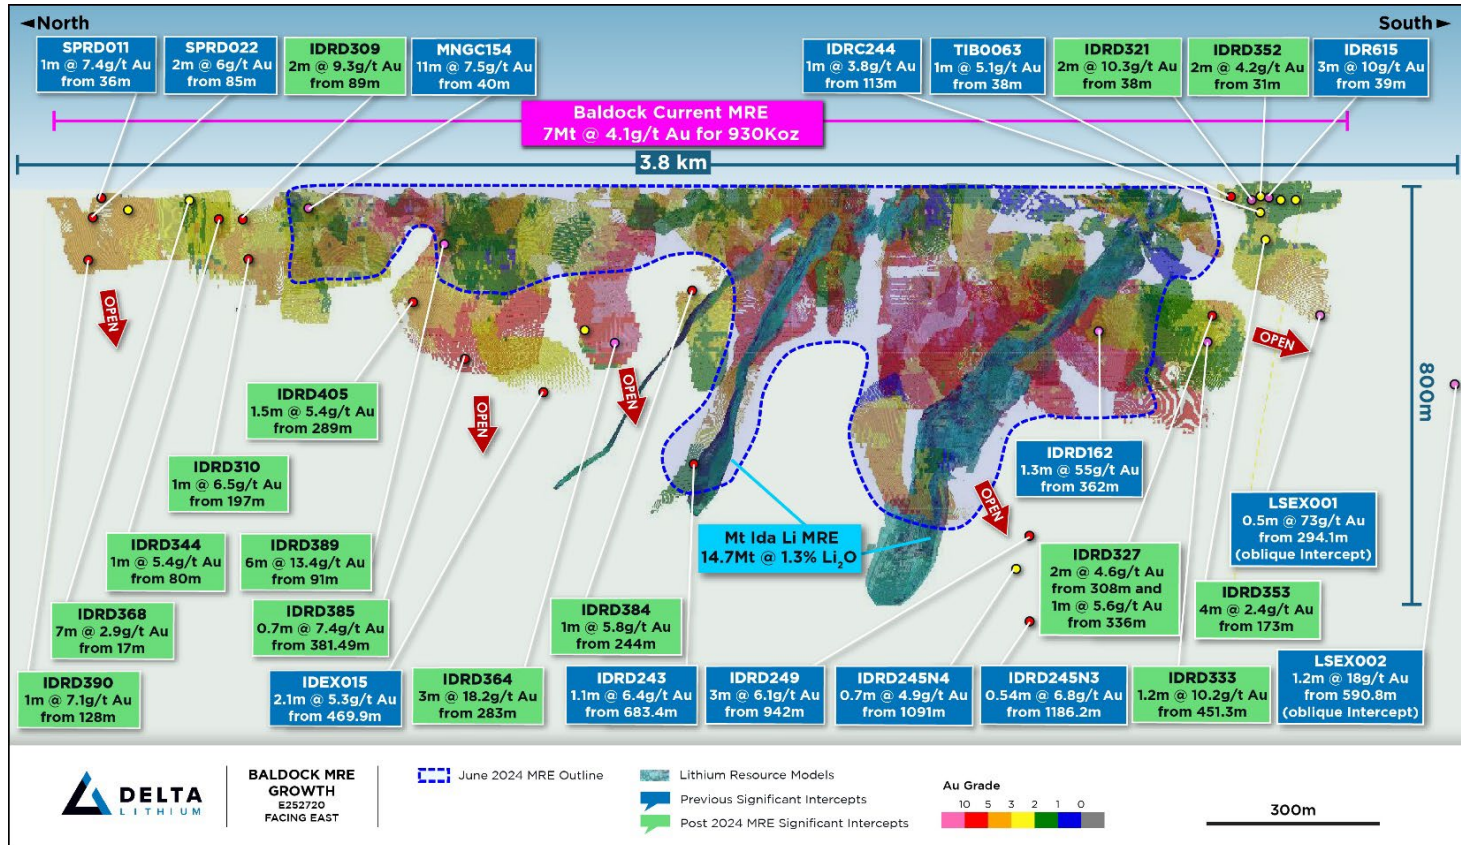 ◄North
South►
SPRD011
1m @ 7.4g/t Au
from 36m
SPRD022
2m @ 6g/t Au
from 85m
IDRD309
2m @ 9.3g/t Au
from 89m
MNGC154
11m @ 7.5g/t Au
from 40m
IDRC244
1m @ 3.8g/t Au
from 113m
TIB0063
1m @ 5.1g/t Au
from 38m
IDRD321
2m @ 10.3g/t Au
from 38m
IDRD352
2m @ 4.2g/t Au
from 31m
IDR615
3m @ 10g/t Au
from 39m
Baldock Current MRE
7Mt @ 4.1g/t Au for 930Koz
3.8 km
800m
OPEN
OPEN
OPEN
OPEN
OPEN
IDRD405
1.5m @ 5.4g/t Au
from 289m
IDRD310
1m @ 6.5g/t Au
from 197m
IDRD344
1m @ 5.4g/t Au
from 80m
IDRD389
6m @ 13.4g/t Au
from 91m
IDRD368
7m @ 2.9g/t Au
from 17m
IDRD385
0.7m @ 7.4g/t Au
from 381.49m
IDRD390
1m @ 7.1g/t Au
from 128m
IDEX015
2.1m @ 5.3g/t Au
from 469.9m
IDRD364
3m @ 18.2g/t Au
from 283m
IDRD384
1m @ 5.8g/t Au
from 244m
IDRD243
1.1m @ 6.4g/t Au
from 683.4m
Mt Ida Li MRE
14.7Mt @ 1.3% Li₂O
IDRD249
3m @ 6.1g/t Au
from 942m
IDRD245N4
0.7m @ 4.9g/t Au
from 1091m
IDRD245N3
0.54m @ 6.8g/t Au
from 1186.2m
IDRD162
1.3m @ 55g/t Au
from 362m
IDRD327
2m @ 4.6g/t Au
from 308m and
1m @ 5.6g/t Au
from 336m
IDRD333
1.2m @ 10.2g/t Au
from 451.3m
IDRD353
4m @ 2.4g/t Au
from 173m
LSEX001
0.5m @ 73g/t Au
from 294.1m
(oblique Intercept)
LSEX002
1.2m @ 18g/t Au
from 590.8m
(oblique Intercept)
DELTA
LITHIUM
BALDOCK MRE
GROWTH
E252720
FACING EAST
June 2024 MRE Outline
Lithium Resource Models
Previous Significant Intercepts
Post 2024 MRE Significant Intercepts
Au Grade
10 5 3 2 1 0
300m